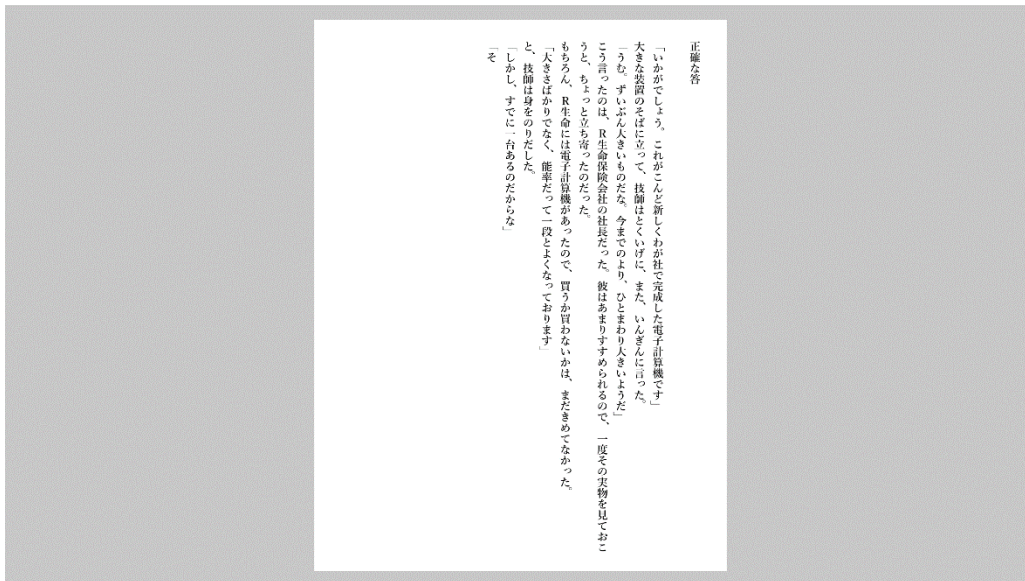 正確な答
「いかがでしょう。これがこんど新しくわが社で完成した電子計算機です」
大きな装置のそばに立って、技師はとくいげに、また、いんぎんに言った。
「うむ。ずいぶん大きいものだな。今までのより、ひとまわり大きいようだ」
こう言ったのは、R生命保険会社の社長だった。彼はあまりすすめられるので、一度その実物を見ておこ
うと、ちょっと立ち寄ったのだった。
もちろん、R生命には電子計算機があったので、買うか買わないかは、まだきめてなかった。
「大きさばかりでなく、能率だって一段とよくなっております」
と、技師は身をのりだした。
「しかし、すでに一台あるのだからな」
「そ